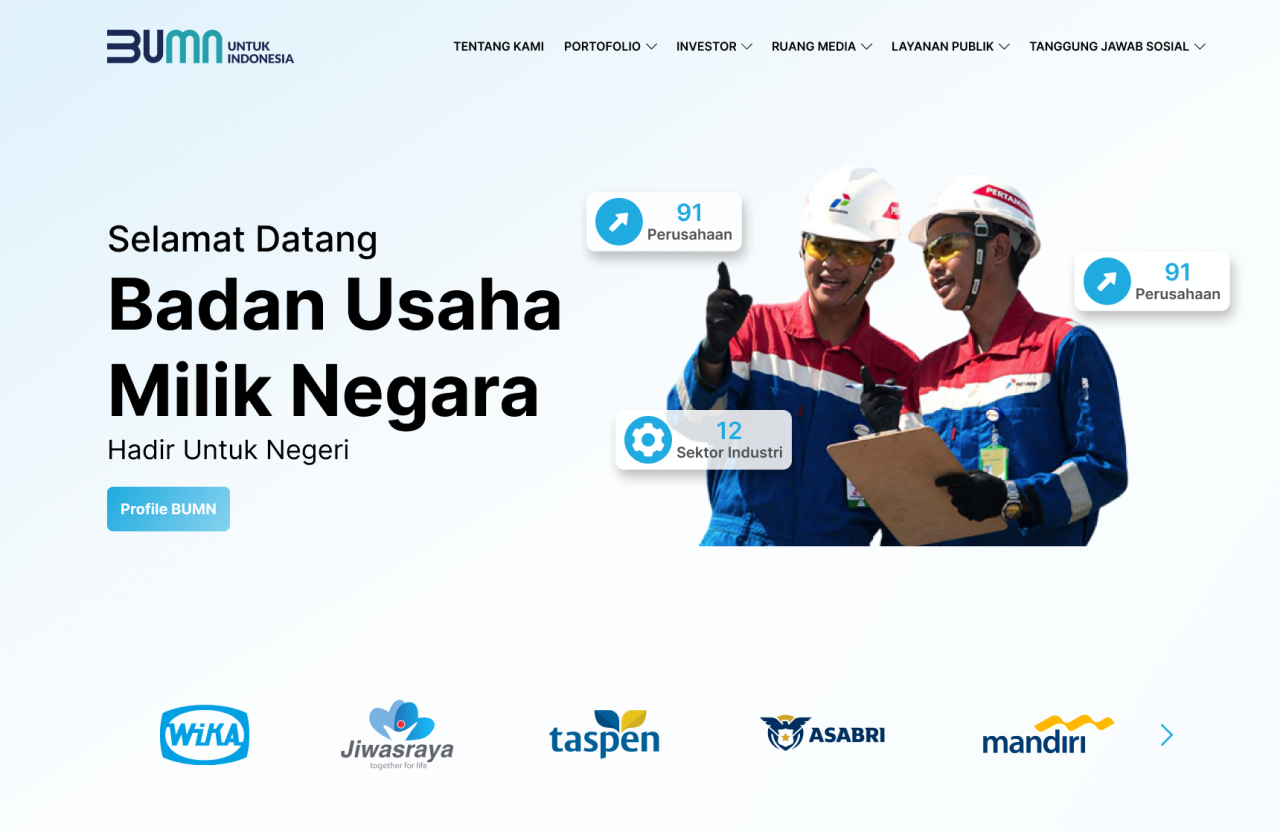 BUMN UNTUK
INDONESIA
TENTANG KAMI
PORTOFOLIO
INVESTOR
RUANG MEDIA
LAYANAN PUBLIK
TANGGUNG JAWAB SOSIAL
Selamat Datang
Badan Usaha
Milik Negara
Hadir Untuk Negeri
Profile BUMN
91
Perusahaan
PERTAMIN
91
Perusahaan
12
Sektor Industri
WIKA
Jiwasraya
together for life
taspen
ASABRI
mandiri